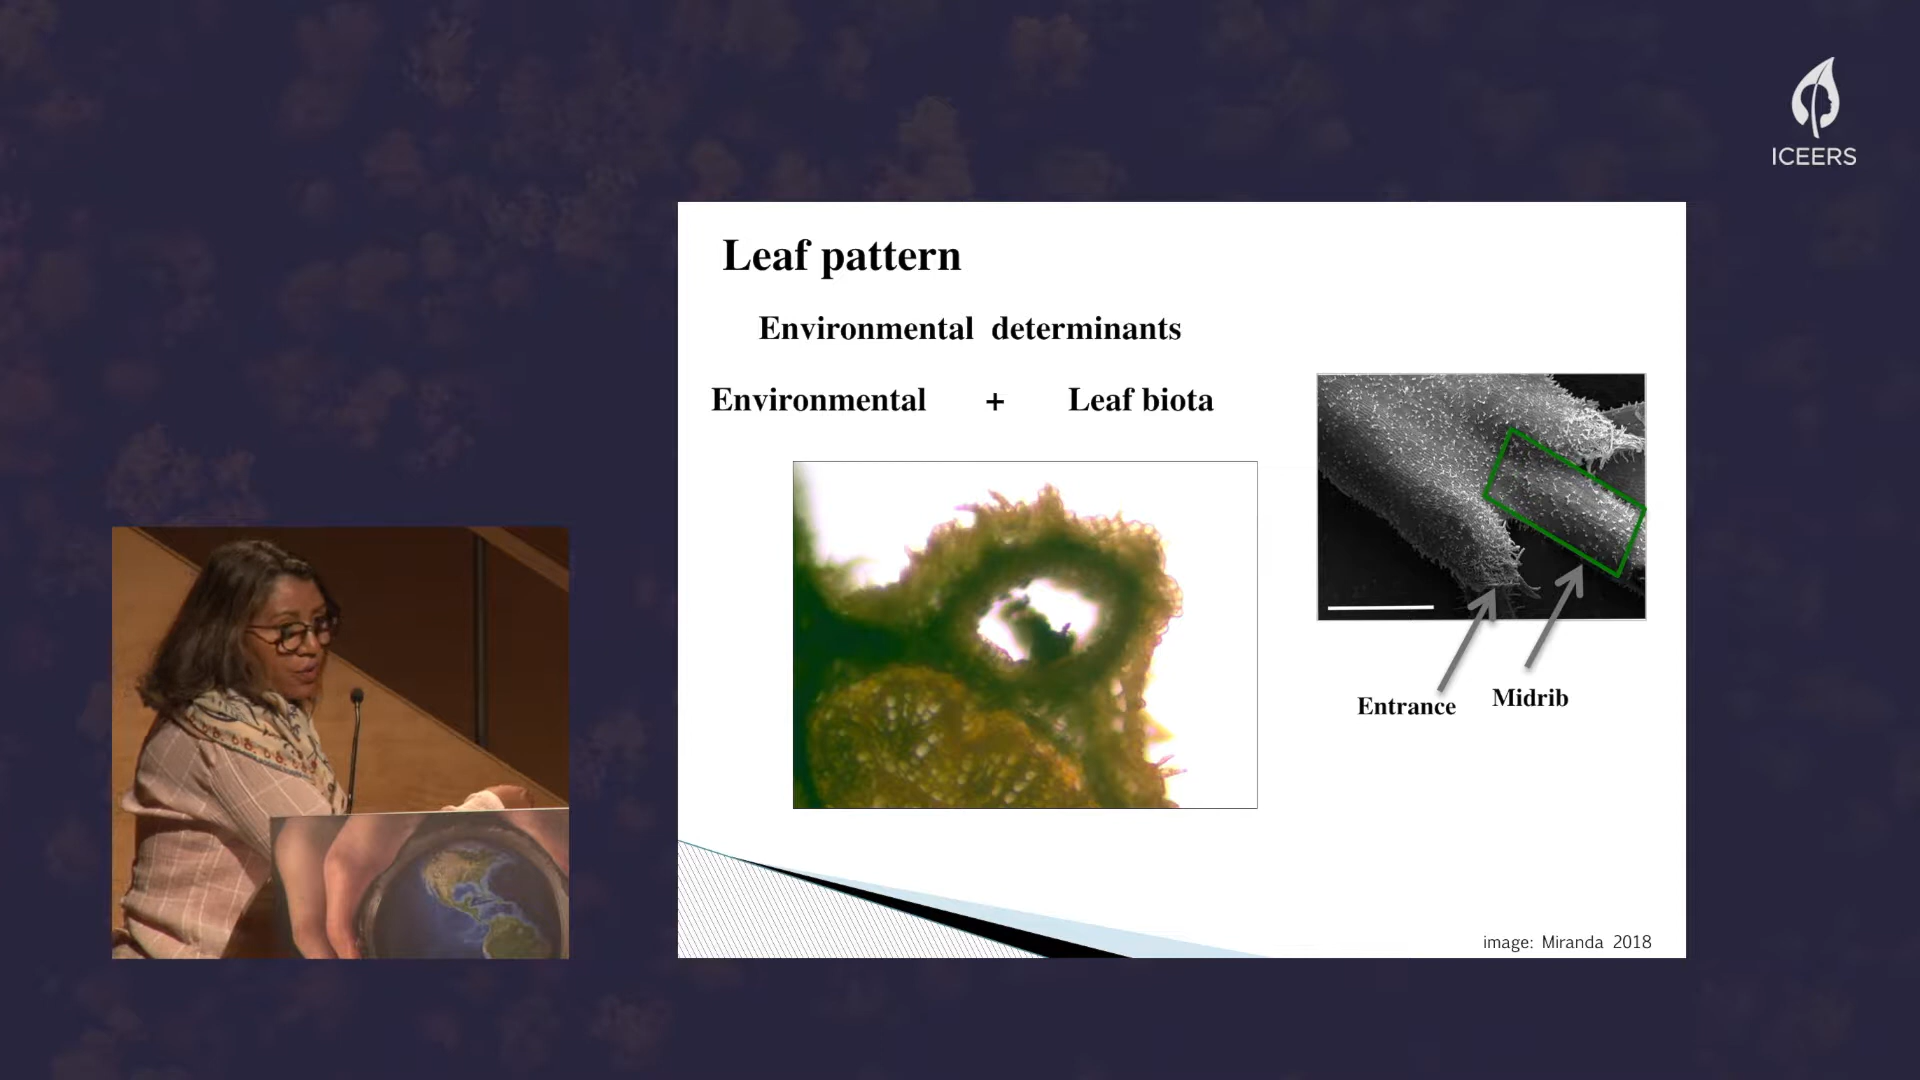 ICEERS
Leaf pattern
Environmental determinants
Environmental + Leaf biota
Entrance
Midrib
image: Miranda 2018